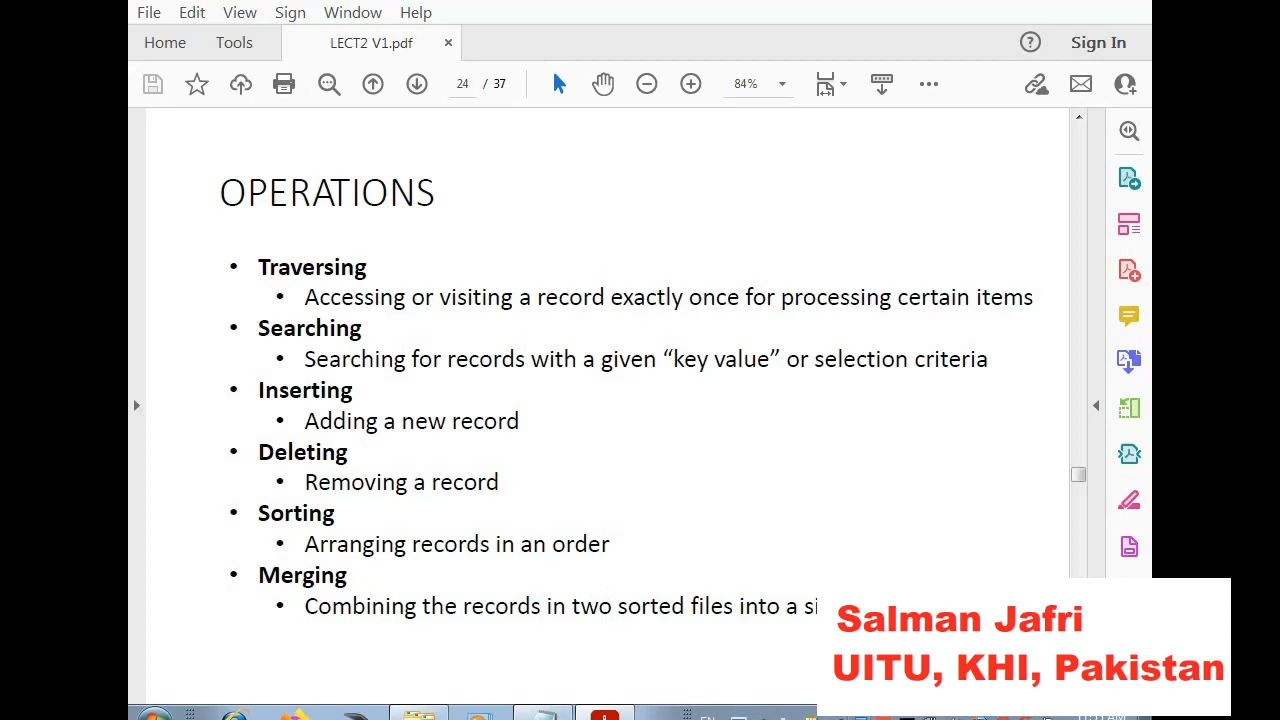 File Edit View Sign Window Help
Home Tools LECT2 V1.pdf × Sign In
24 / 37 84%
OPERATIONS
• Traversing
• Accessing or visiting a record exactly once for processing certain items
• Searching
• Searching for records with a given “key value” or selection criteria
• Inserting
• Adding a new record
• Deleting
• Removing a record
• Sorting
• Arranging records in an order
• Merging
• Combining the records in two sorted files into a
Salman Jafri
UITU, KHI, Pakistan
EN